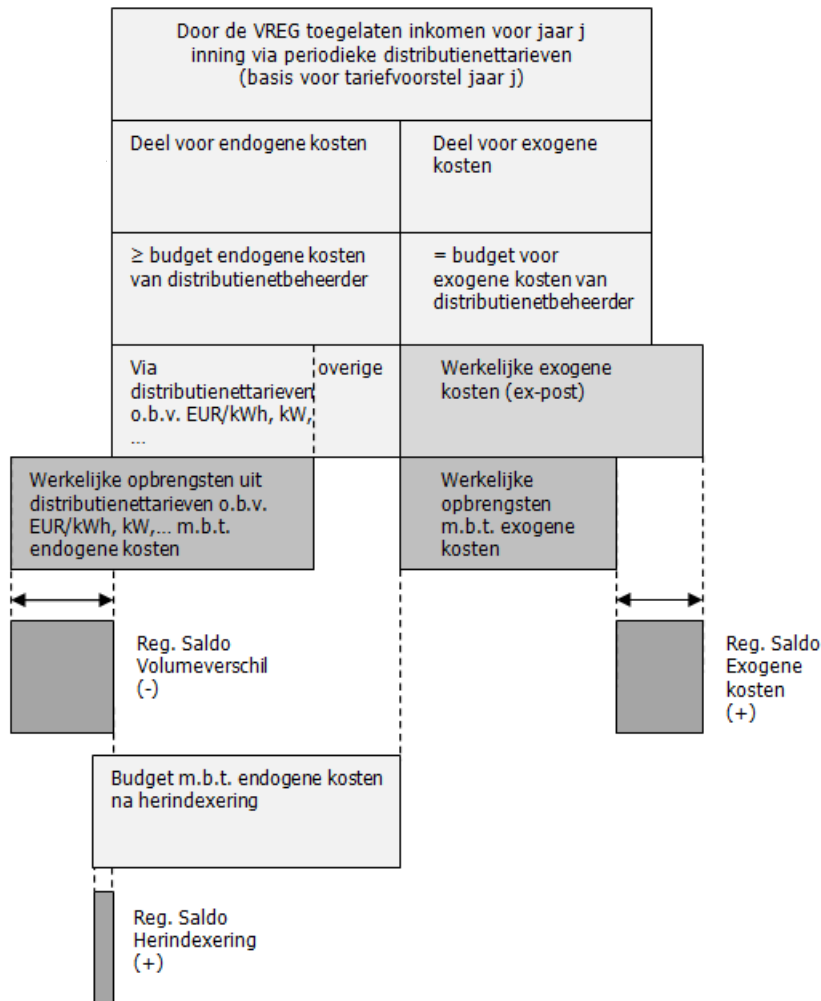 Door de VREG toegelaten inkomen voor jaar j
inning via periodieke distributienettarieven
(basis voor tariefvoorstel jaar j)
Deel voor endogene kosten
Deel voor exogene
kosten
≥ budget endogene kosten
van distributienetbeheerder
= budget voor
exogene kosten van
distributienetbeheerder
Via
distributienettarieven
o.b.v. EUR/kWh, kW,
...
overige
Werkelijke exogene
kosten (ex-post)
Werkelijke opbrengsten uit
distributienettarieven o.b.v.
EUR/kWh, kW,... m.b.t.
endogene kosten
Werkelijke
opbrengsten
m.b.t. exogene
kosten
Reg. Saldo
Volumeverschil
(-)
Reg. Saldo
Exogene
kosten
(+)
Budget m.b.t. endogene kosten
na herindexering
Reg. Saldo
Herindexering
(+)